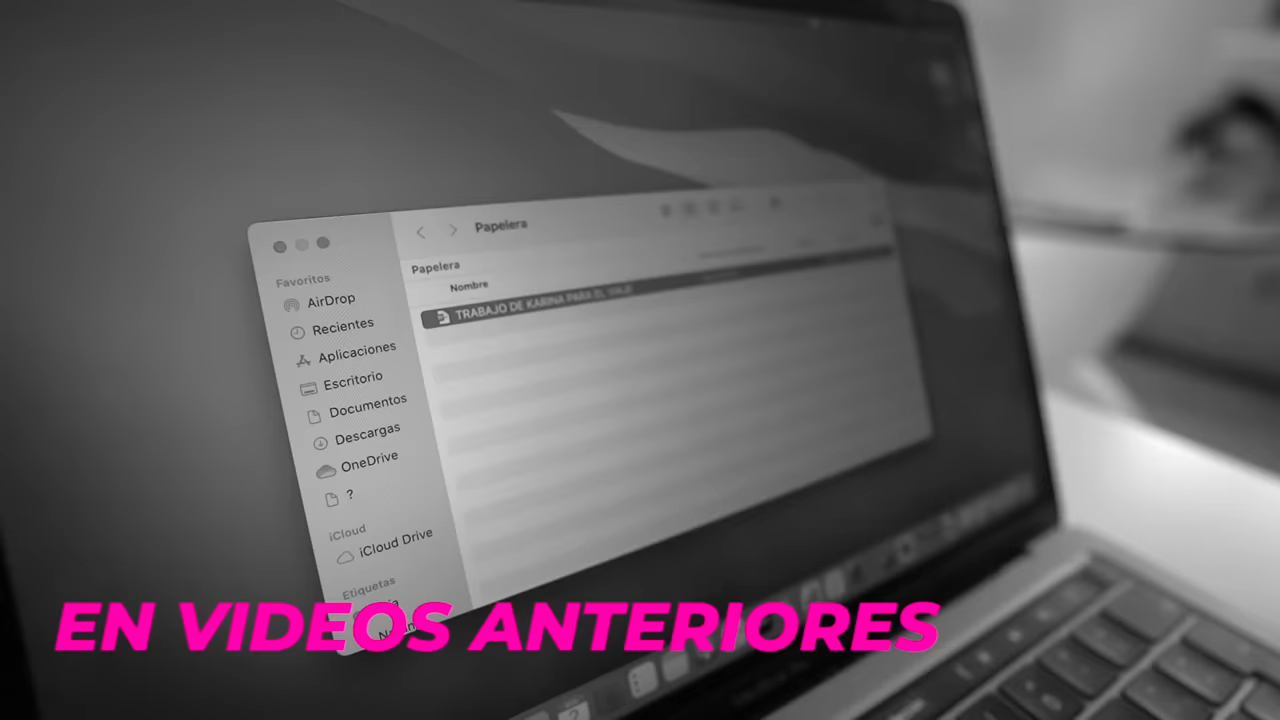 Papelera
Papelera
Nombre
TRABAJO DE KARINA PARA EL VIAJE
Favoritos
AirDrop
Recientes
Aplicaciones
Escritorio
Documentos
Descargas
OneDrive
?
iCloud
iCloud Drive
Etiquetas
EN VIDEOS ANTERIORES